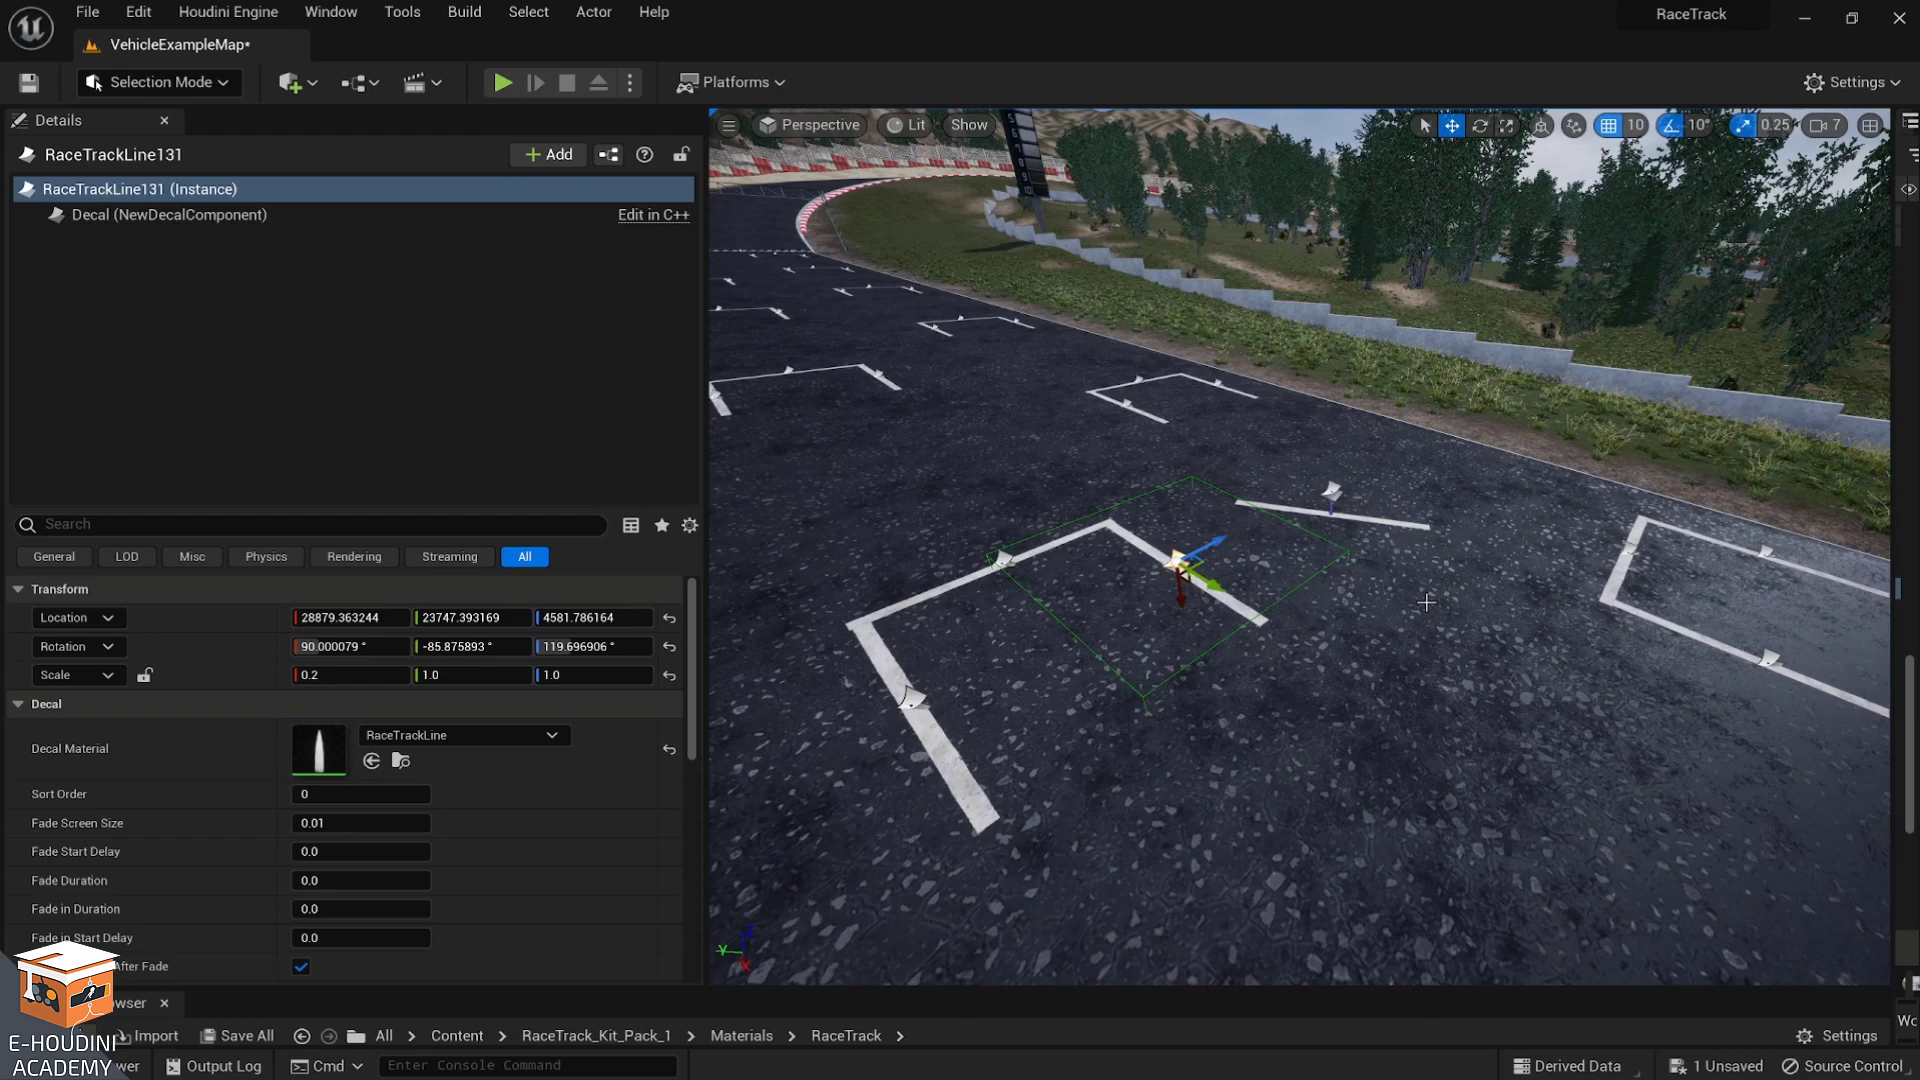 File Edit Houdini Engine Window Tools Build Select Actor Help
RaceTrack
VehicleExampleMap*
Selection Mode
Platforms
Settings
Details
RaceTrackLine131
Add
RaceTrackLine131 (Instance)
Decal (NewDecalComponent)
Edit in C++
Search
General LOD Misc Physics Rendering Streaming All
Transform
Location 28879.363244 23747.393169 4581.786164
Rotation 90.000079 ° -85.875893 ° 119.696906 °
Scale 0.2 1.0 1.0
Decal
Decal Material
RaceTrackLine
Sort Order 0
Fade Screen Size 0.01
Fade Start Delay 0.0
Fade Duration 0.0
Fade in Duration 0.0
Fade in Start Delay 0.0
After Fade
Perspective Lit Show
10 10° 0.25 7
Y X
owser
Import Save All All Content RaceTrack_Kit_Pack_1 Materials RaceTrack
Settings
Wc
wer Output Log Cmd Enter Console Command
Derived Data 1 Unsaved Source Control
E-HOUDINI
ACADEMY